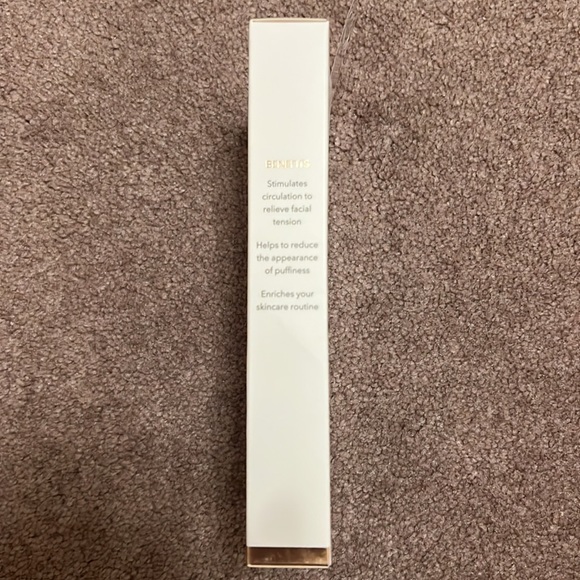 BENEFITS
Stimulates
circulation to
relieve facial
tension
Helps to reduce
the appearance
of puffiness
Enriches your
skincare routine